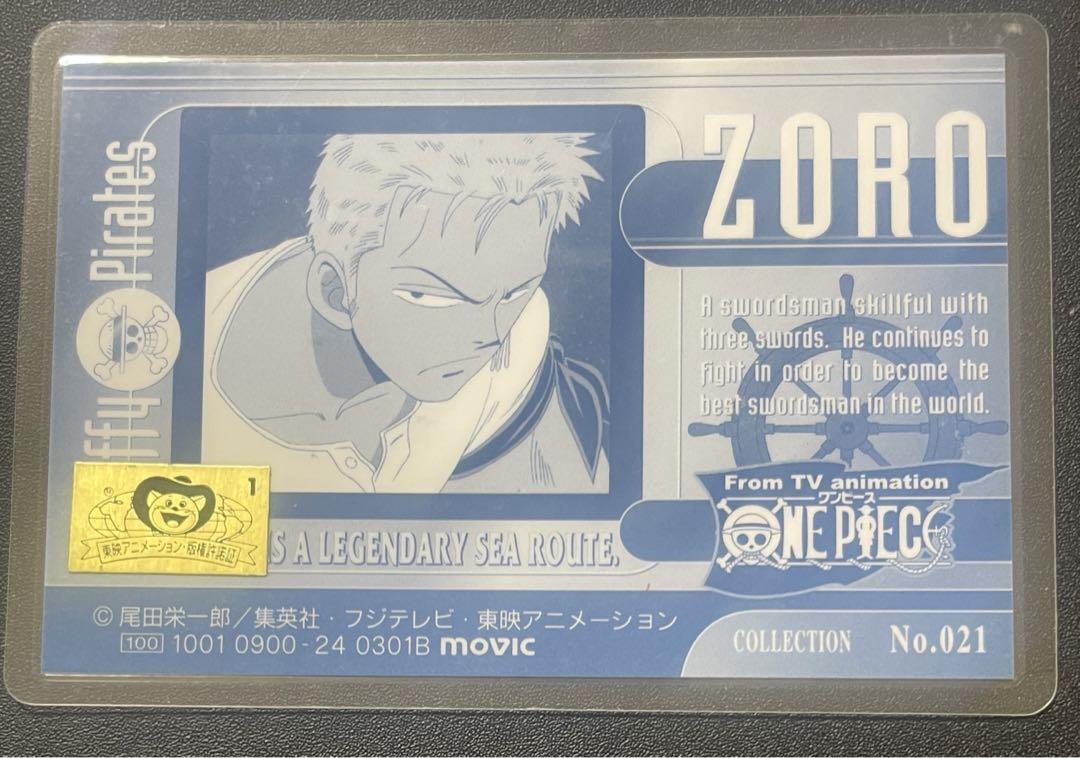 ZORO
A swordsman skillful with
three swords. He continues to
fight in order to become the
best swordsman in the world.
From TV animation
ワンピース
ONE PIECE
ffy Pirates
1
東映アニメーション・版権許諾証
S A LEGENDARY SEA ROUTE.
© 尾田栄一郎／集英社・フジテレビ・東映アニメーション
100 1001 0900-24 0301B movic
COLLECTION No.021